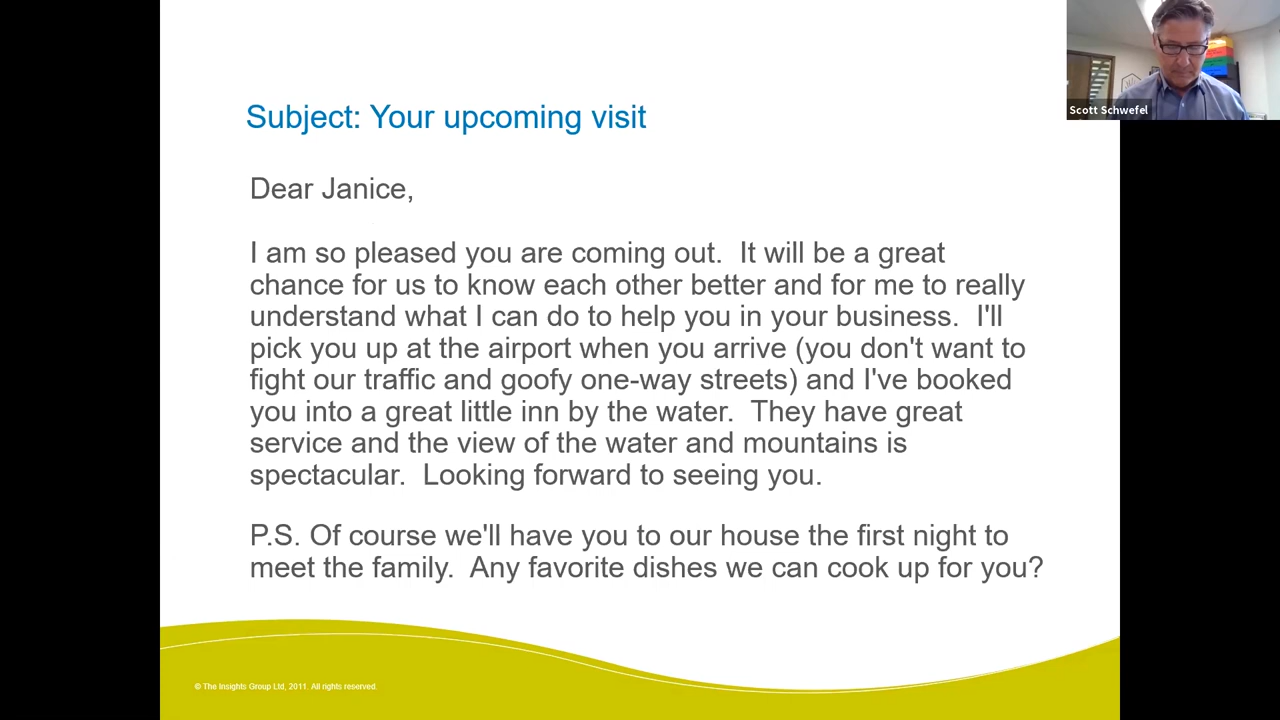 Scott Schwefel
Subject: Your upcoming visit
Dear Janice,
I am so pleased you are coming out.  It will be a great
chance for us to know each other better and for me to really
understand what I can do to help you in your business.  I'll
pick you up at the airport when you arrive (you don't want to
fight our traffic and goofy one-way streets) and I've booked
you into a great little inn by the water.  They have great
service and the view of the water and mountains is
spectacular.  Looking forward to seeing you.
P.S. Of course we'll have you to our house the first night to
meet the family.  Any favorite dishes we can cook up for you?
© The Insights Group Ltd, 2011. All rights reserved.